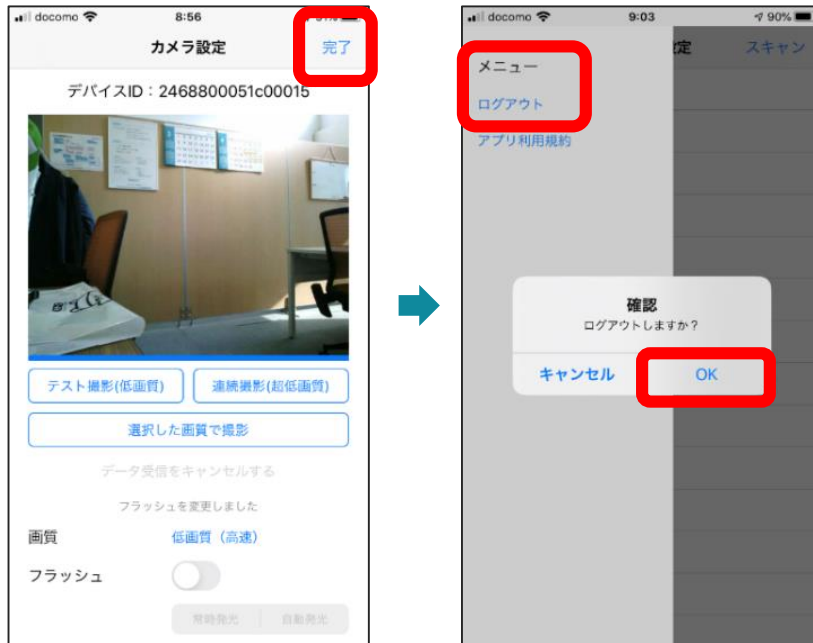 docomo
8:56
カメラ設定
完了
デバイスID：2468800051c00015
テスト撮影(低画質)
連続撮影(超低画質)
選択した画質で撮影
データ受信をキャンセルする
フラッシュを変更しました
画質
低画質（高速）
フラッシュ
常時発光
自動発光
docomo
9:03
90%
メニュー
定
スキャン
ログアウト
アプリ利用規約
確認
ログアウトしますか？
キャンセル
OK